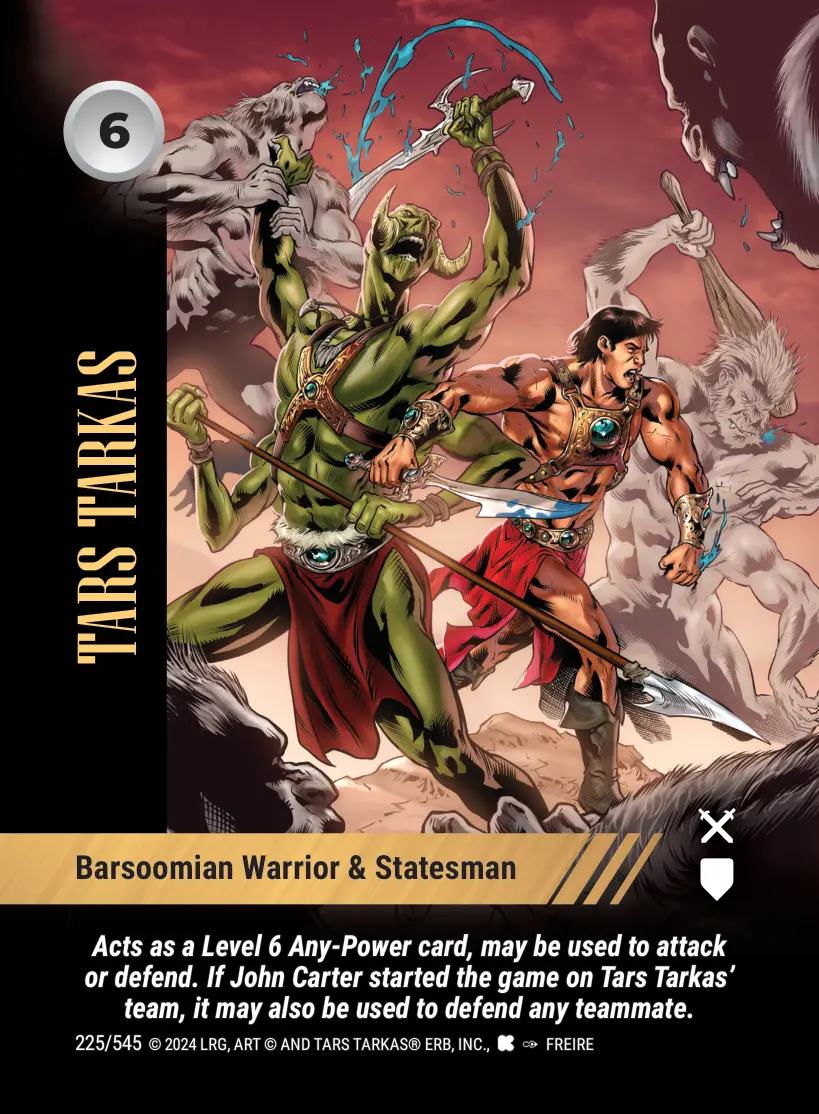 6
TARS TARKAS
Barsoomian Warrior & Statesman
Acts as a Level 6 Any-Power card, may be used to attack
or defend. If John Carter started the game on Tars Tarkas’
team, it may also be used to defend any teammate.
225/545 © 2024 LRG, ART © AND TARS TARKAS® ERB, INC., FREIRE